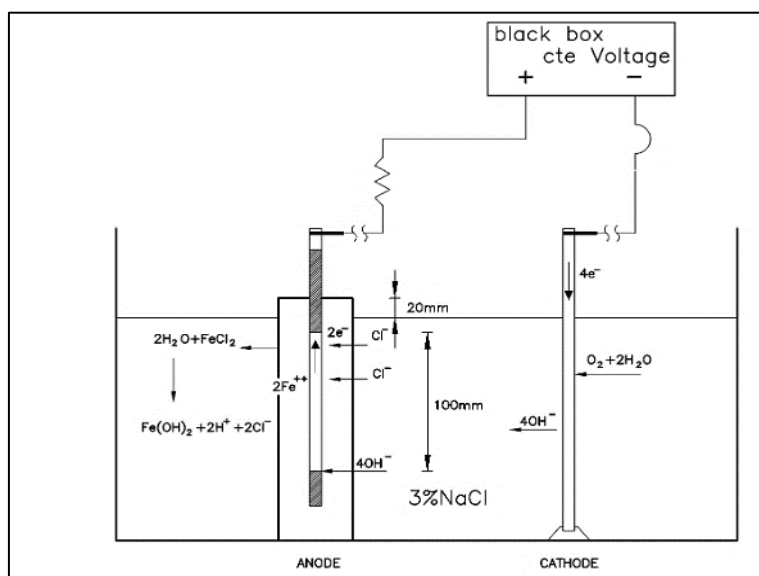 black box
cte Voltage
+ −
4e⁻
20mm
2H₂O+FeCl₂
2e⁻
Cl⁻
2Fe⁺⁺
Cl⁻
O₂+2H₂O
100mm
Fe(OH)₂ +2H⁺ +2Cl⁻
4OH⁻
4OH⁻
3%NaCl
ANODE
CATHODE